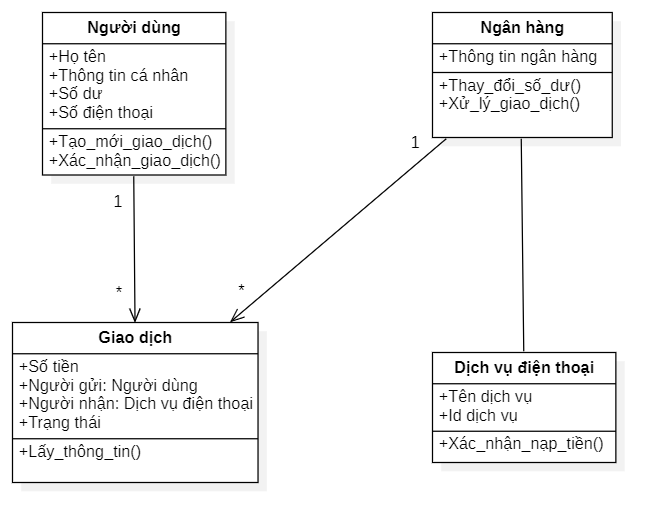 Người dùng
+Họ tên
+Thông tin cá nhân
+Số dư
+Số điện thoại
+Tạo_mới_giao_dịch()
+Xác_nhận_giao_dịch()
Ngân hàng
+Thông tin ngân hàng
+Thay_đổi_số_dư()
+Xử_lý_giao_dịch()
1
1
*
*
Giao dịch
+Số tiền
+Người gửi: Người dùng
+Người nhận: Dịch vụ điện thoại
+Trạng thái
+Lấy_thông_tin()
Dịch vụ điện thoại
+Tên dịch vụ
+Id dịch vụ
+Xác_nhận_nạp_tiền()